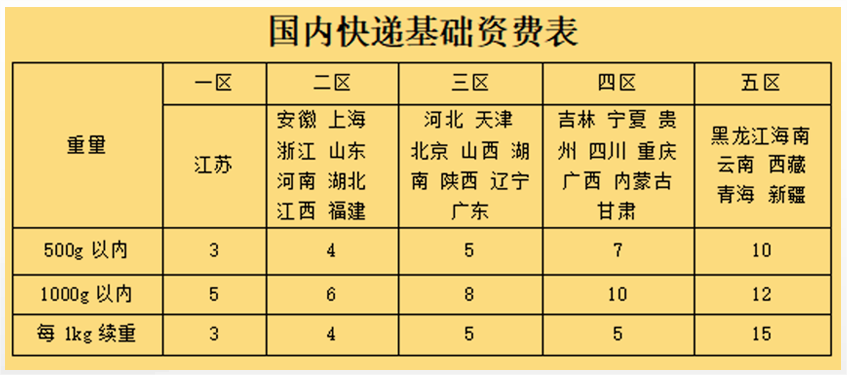 国内快递基础资费表
重量 一区 二区 三区 四区 五区
江苏
安徽 上海
浙江 山东
河南 湖北
江西 福建
河北 天津
北京 山西 湖
南 陕西 辽宁
广东
吉林 宁夏 贵
州 四川 重庆
广西 内蒙古
甘肃
黑龙江海南
云南 西藏
青海 新疆
500g 以内 3 4 5 7 10
1000g 以内 5 6 8 10 12
每 1kg 续重 3 4 5 5 15